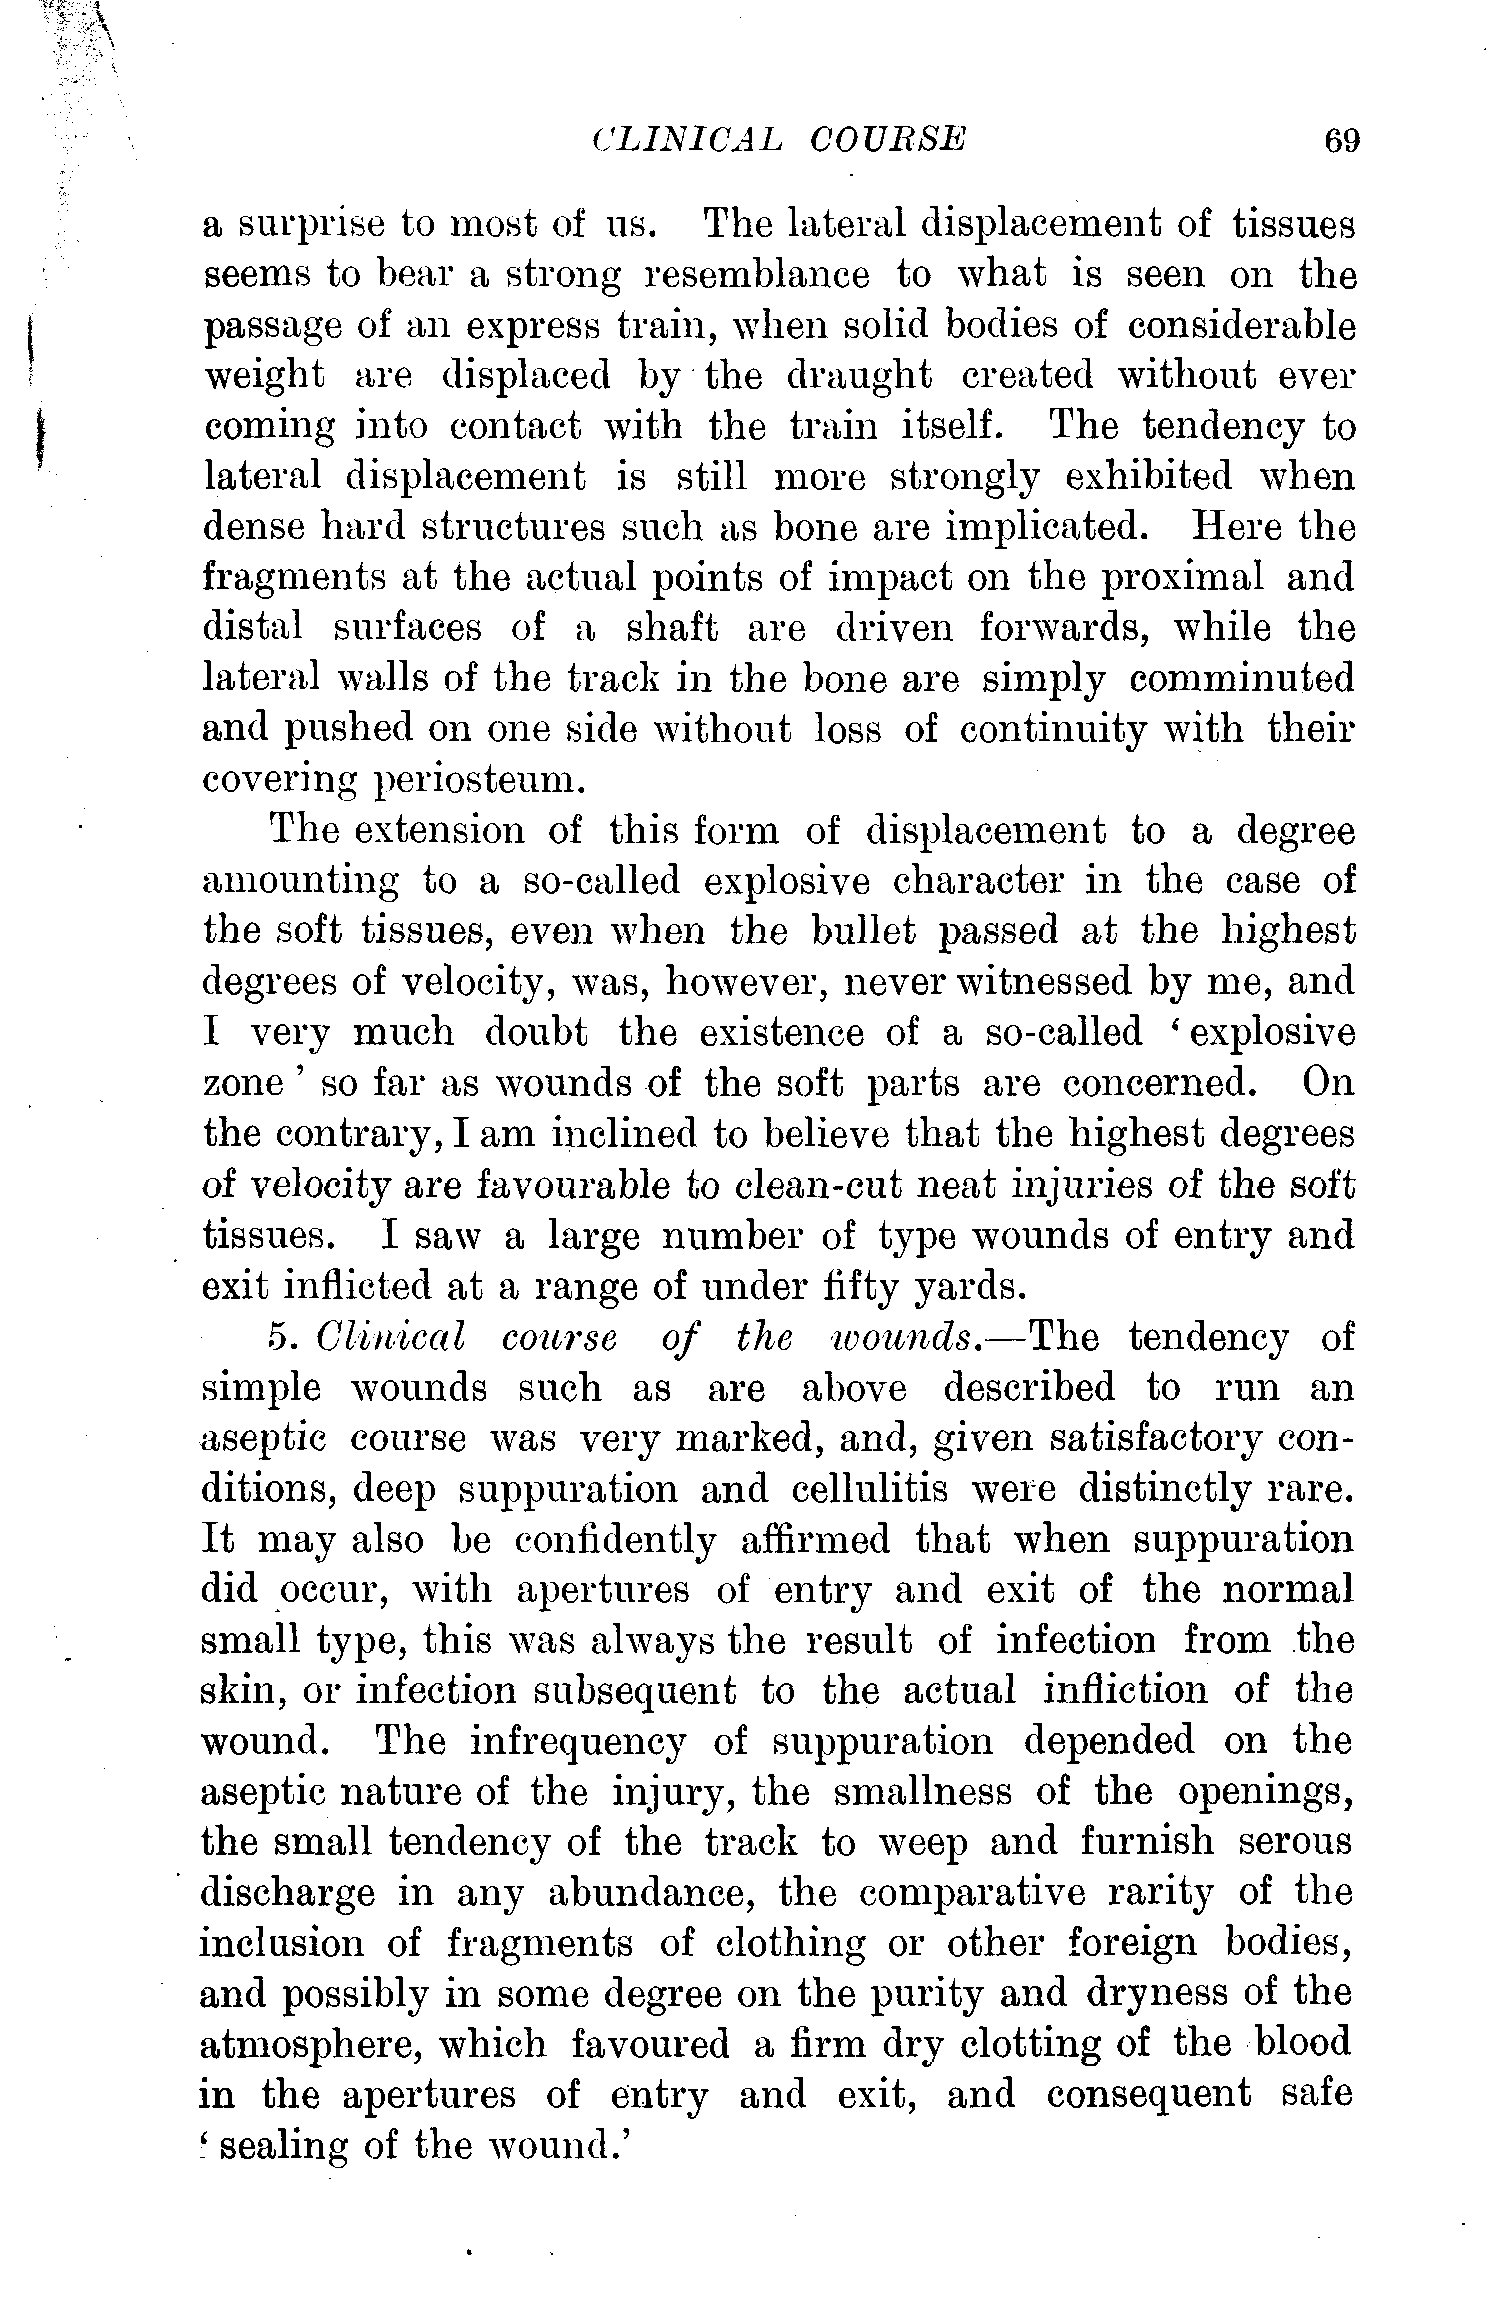 CLINICAL COURSE 69
a surprise to most of us. The lateral displacement of tissues
seems to bear a strong resemblance to what is seen on the
passage of an express train, when solid bodies of considerable
weight are displaced by the draught created without ever
coming into contact with the train itself. The tendency to
lateral displacement is still more strongly exhibited when
dense hard structures such as bone are implicated. Here the
fragments at the actual points of impact on the proximal and
distal surfaces of a shaft are driven forwards, while the
lateral walls of the track in the bone are simply comminuted
and pushed on one side without loss of continuity with their
covering periosteum.
The extension of this form of displacement to a degree
amounting to a so-called explosive character in the case of
the soft tissues, even when the bullet passed at the highest
degrees of velocity, was, however, never witnessed by me, and
I very much doubt the existence of a so-called ‘explosive
zone’ so far as wounds of the soft parts are concerned. On
the contrary, I am inclined to believe that the highest degrees
of velocity are favourable to clean-cut neat injuries of the soft
tissues. I saw a large number of type wounds of entry and
exit inflicted at a range of under fifty yards.
5. Clinical course of the wounds.—The tendency of
simple wounds such as are above described to run an
aseptic course was very marked, and, given satisfactory con-
ditions, deep suppuration and cellulitis were distinctly rare.
It may also be confidently affirmed that when suppuration
did occur, with apertures of entry and exit of the normal
small type, this was always the result of infection from the
skin, or infection subsequent to the actual infliction of the
wound. The infrequency of suppuration depended on the
aseptic nature of the injury, the smallness of the openings,
the small tendency of the track to weep and furnish serous
discharge in any abundance, the comparative rarity of the
inclusion of fragments of clothing or other foreign bodies,
and possibly in some degree on the purity and dryness of the
atmosphere, which favoured a firm dry clotting of the blood
in the apertures of entry and exit, and consequent safe
‘sealing of the wound.’